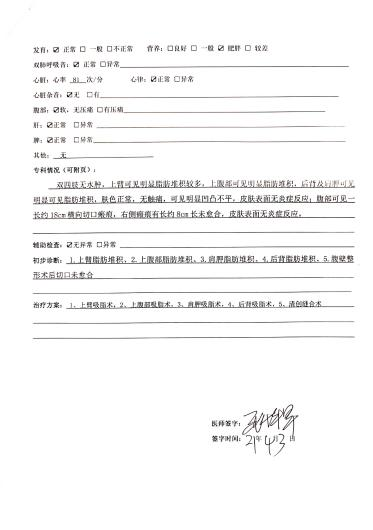 发育：☑ 正常 □ 一般 □不正常 营养：□良好 □ 一般 ☑ 肥胖 □ 较差
双肺呼吸音：☑ 正常 □异常
心脏：心率 81 次/分 心律：☑正常 □异常
心脏杂音：☑无 □有
腹部：☑软，无压痛 □有压痛
肝：☑正常 □异常
脾：☑正常 □异常
其他： 无
专科情况（可附页）：
双四肢无水肿，上臂可见明显脂肪堆积较多，上腹部可见明显脂肪堆积，后背及肩胛可见
明显可见脂肪堆积，肤色正常，无触痛，可见明显凹凸不平，皮肤表面无炎症反应；腹部可见一
长约18cm横向切口瘢痕，右侧瘢痕有长约8cm长未愈合，皮肤表面无炎症反应。
辅助检查：☑无异常 □异常
初步诊断：1.上臂脂肪堆积、2.上腹部脂肪堆积、3.肩胛脂肪堆积、4.后背脂肪堆积、5.腹壁整
形术后切口未愈合
治疗方案：1、上臂吸脂术，2、上腹部吸脂术，3、肩胛吸脂术，4、后背吸脂术，5、清创缝合术
医师签字：
签字时间：21年4月3日